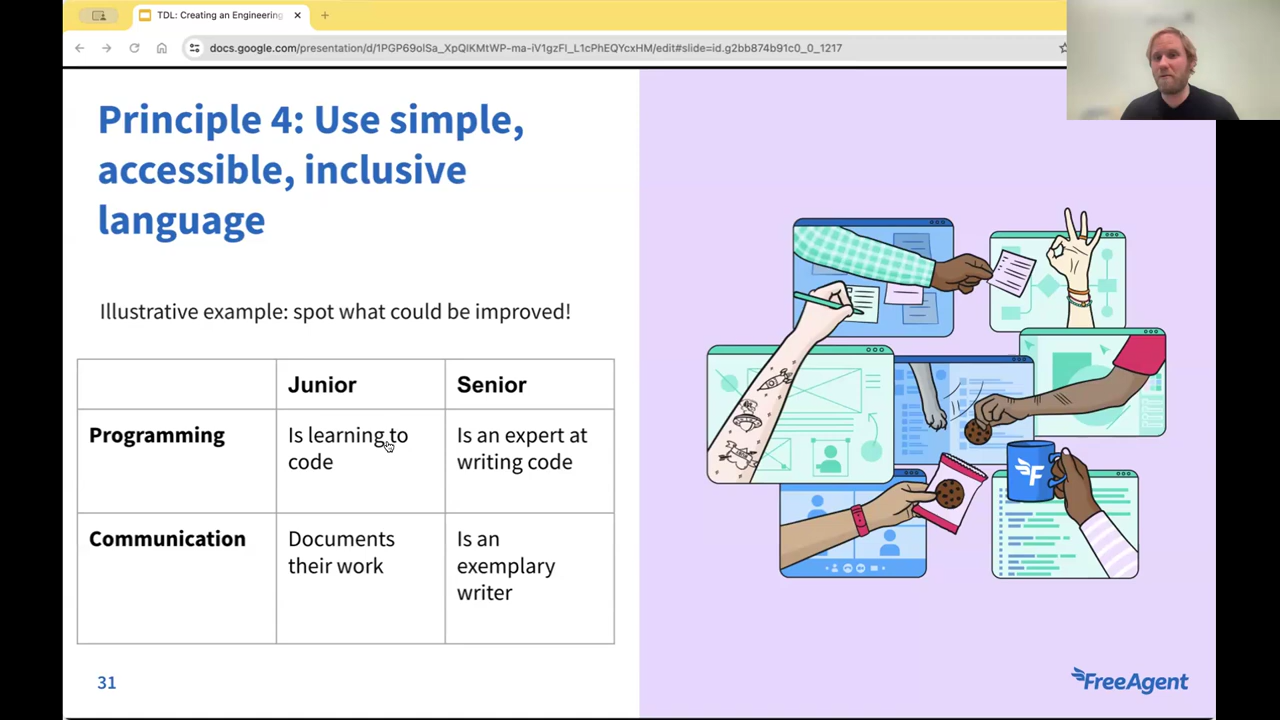 TDL: Creating an Engineering
docs.google.com/presentation/d/1PGP69olSa_XpQlKMtWP-ma-iV1gzFl_L1cPhEQYcxHM/edit#slide=id.g2bb874b91c0_0_1217
Principle 4: Use simple,
accessible, inclusive
language
Illustrative example: spot what could be improved!
Junior
Senior
Programming
Is learning to
code
Is an expert at
writing code
Communication
Documents
their work
Is an
exemplary
writer
31
F
FreeAgent